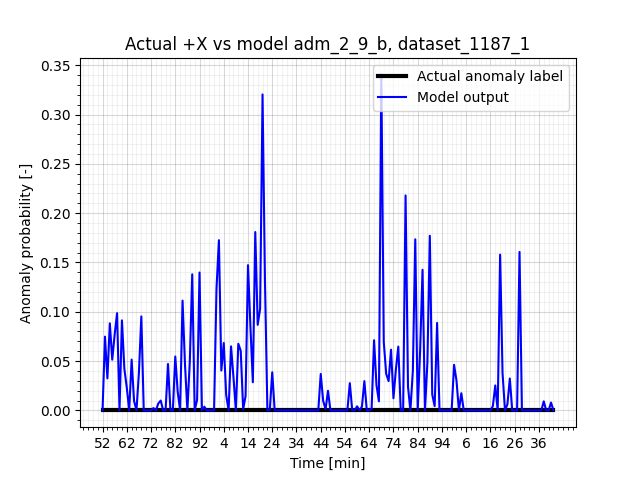 Actual +X vs model adm_2_9_b, dataset_1187_1
Actual anomaly label
Model output
Anomaly probability [-]
0.35
0.30
0.25
0.20
0.15
0.10
0.05
0.00
52 62 72 82 92 4 14 24 34 44 54 64 74 84 94 6 16 26 36
Time [min]